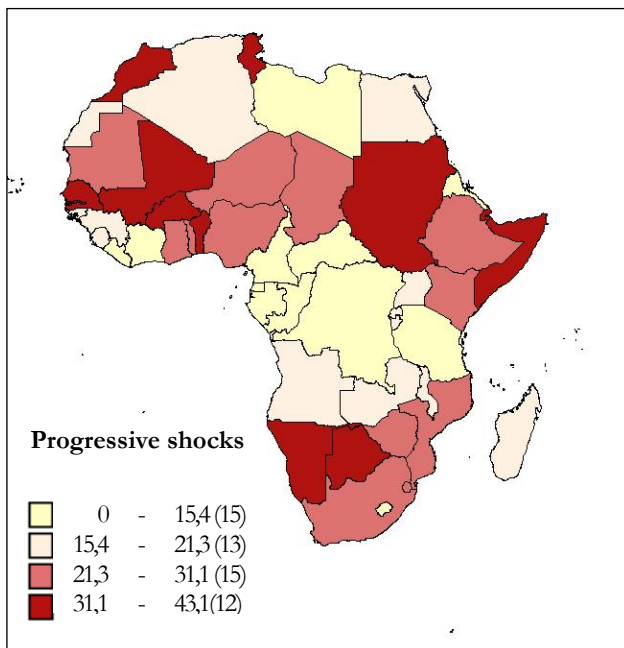 Progressive shocks
0 - 15,4 (15)
15,4 - 21,3 (13)
21,3 - 31,1 (15)
31,1 - 43,1(12)